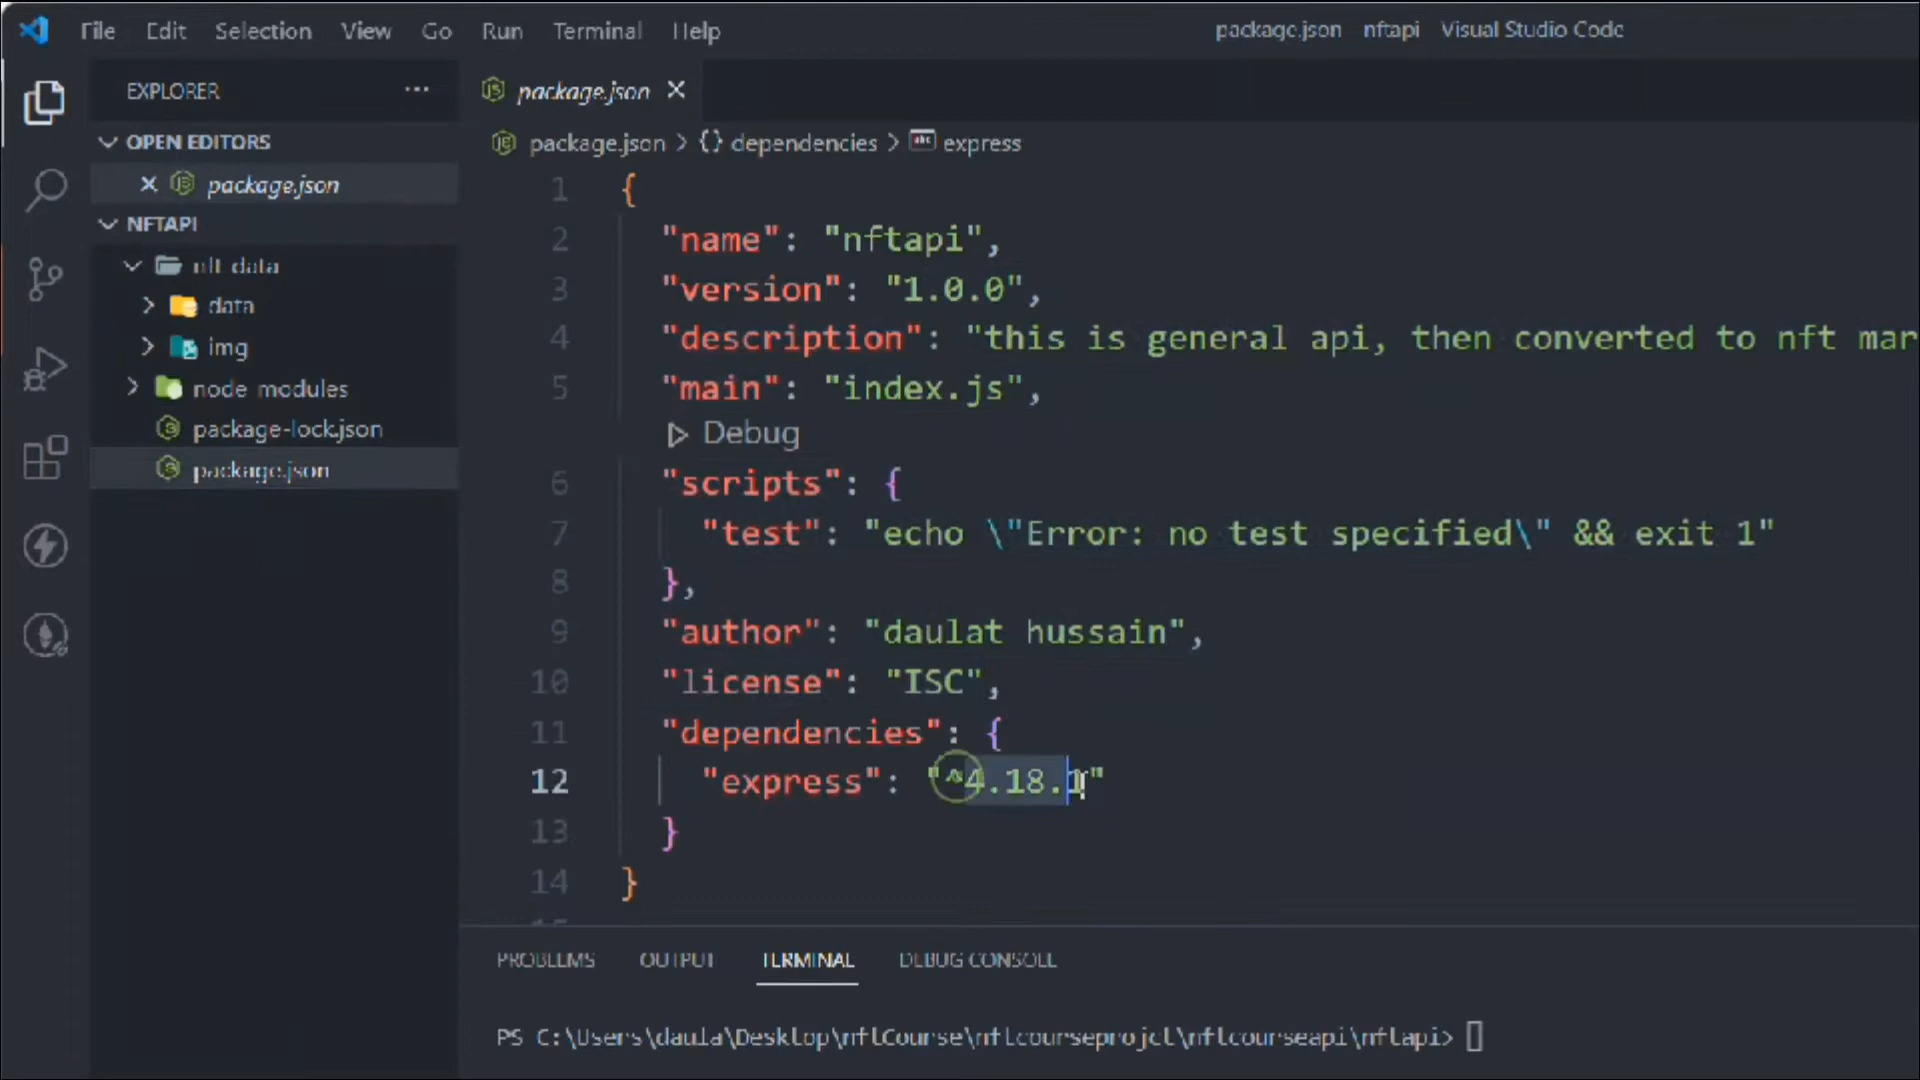 File Edit Selection View Go Run Terminal Help
package.json nftapi Visual Studio Code
EXPLORER ···
package.json
OPEN EDITORS
package.json > {} dependencies > express
package.json
NFTAPI
nft data
data
img
node modules
package-lock.json
package.json
1 {
2 "name": "nftapi",
3 "version": "1.0.0",
4 "description": "this is general api, then converted to nft mar
5 "main": "index.js",
Debug
6 "scripts": {
7 "test": "echo \"Error: no test specified\" && exit 1"
8 },
9 "author": "daulat hussain",
10 "license": "ISC",
11 "dependencies": {
12 "express": "^4.18.1"
13 }
14 }
PROBLEMS OUTPUT TERMINAL DEBUG CONSOLE
PS C:\Users\daula\Desktop\nftCourse\nftcourseprojct\nftcourseapi\nftapi>